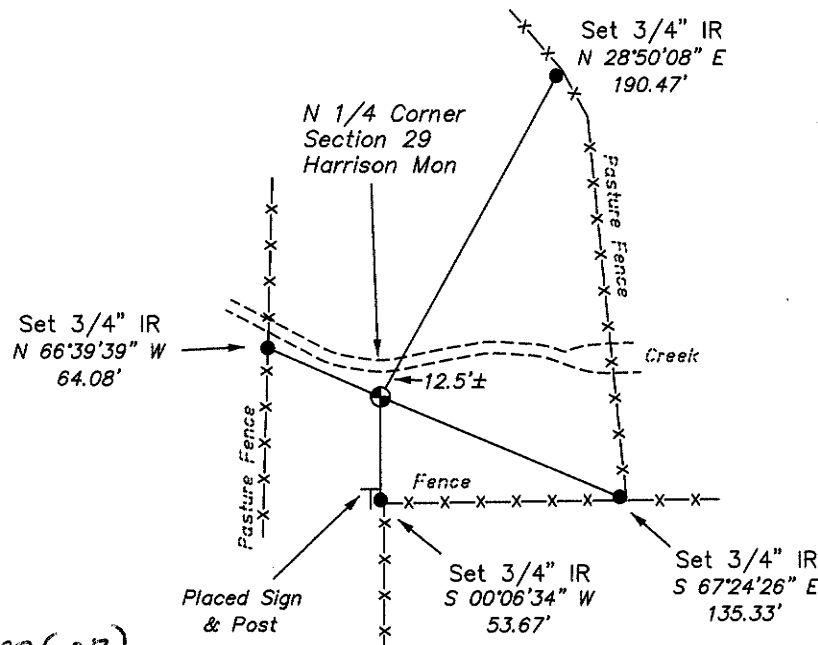 Set 3/4" IR
N 28°50'08" E
190.47'
N 1/4 Corner
Section 29
Harrison Mon
Pasture Fence
Set 3/4" IR
N 66°39'39" W
64.08'
Creek
12.5'±
Pasture Fence
Fence
Set 3/4" IR
S 67°24'26" E
135.33'
Set 3/4" IR
S 00°06'34" W
53.67'
Placed Sign
& Post